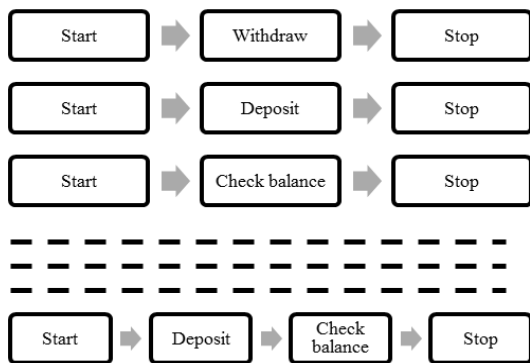 Start Withdraw Stop
Start Deposit Stop
Start Check balance Stop
Start Deposit Check balance Stop